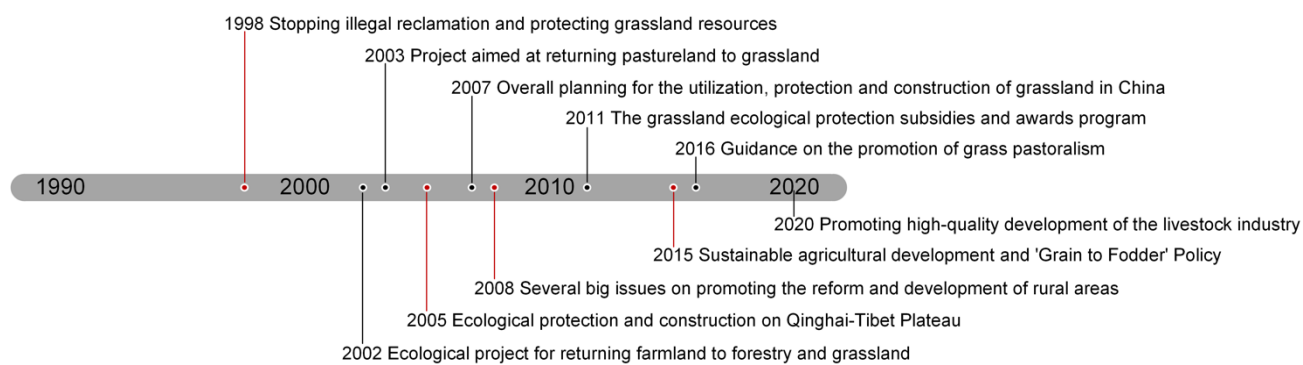 1998 Stopping illegal reclamation and protecting grassland resources
2003 Project aimed at returning pastureland to grassland
2007 Overall planning for the utilization, protection and construction of grassland in China
2011 The grassland ecological protection subsidies and awards program
2016 Guidance on the promotion of grass pastoralism
1990 2000 2010 2020
2020 Promoting high-quality development of the livestock industry
2015 Sustainable agricultural development and 'Grain to Fodder' Policy
2008 Several big issues on promoting the reform and development of rural areas
2005 Ecological protection and construction on Qinghai-Tibet Plateau
2002 Ecological project for returning farmland to forestry and grassland